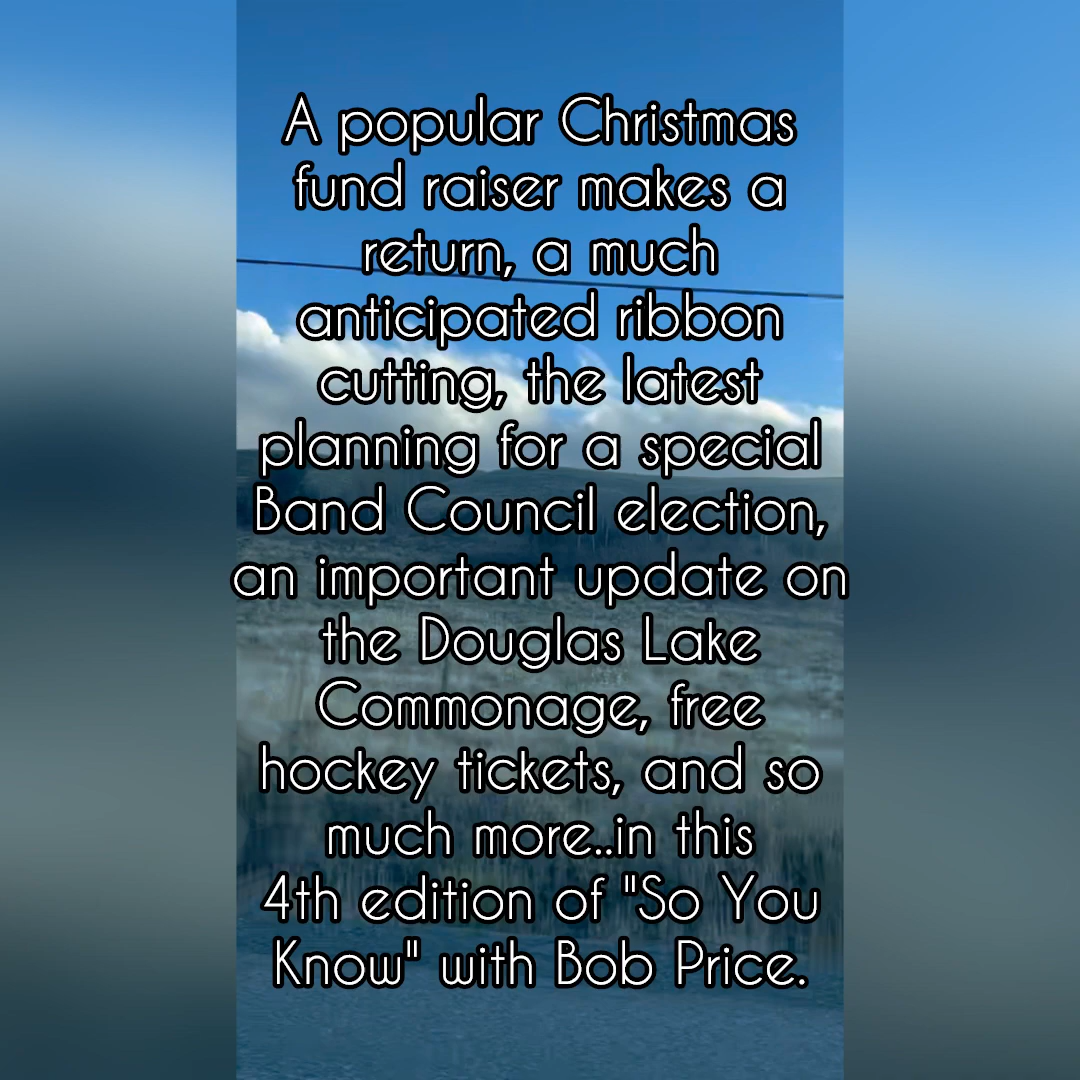 A popular Christmas
fund raiser makes a
return, a much
anticipated ribbon
cutting, the latest
planning for a special
Band Council election,
an important update on
the Douglas Lake
Commonage, free
hockey tickets, and so
much more..in this
4th edition of "So You
Know" with Bob Price.